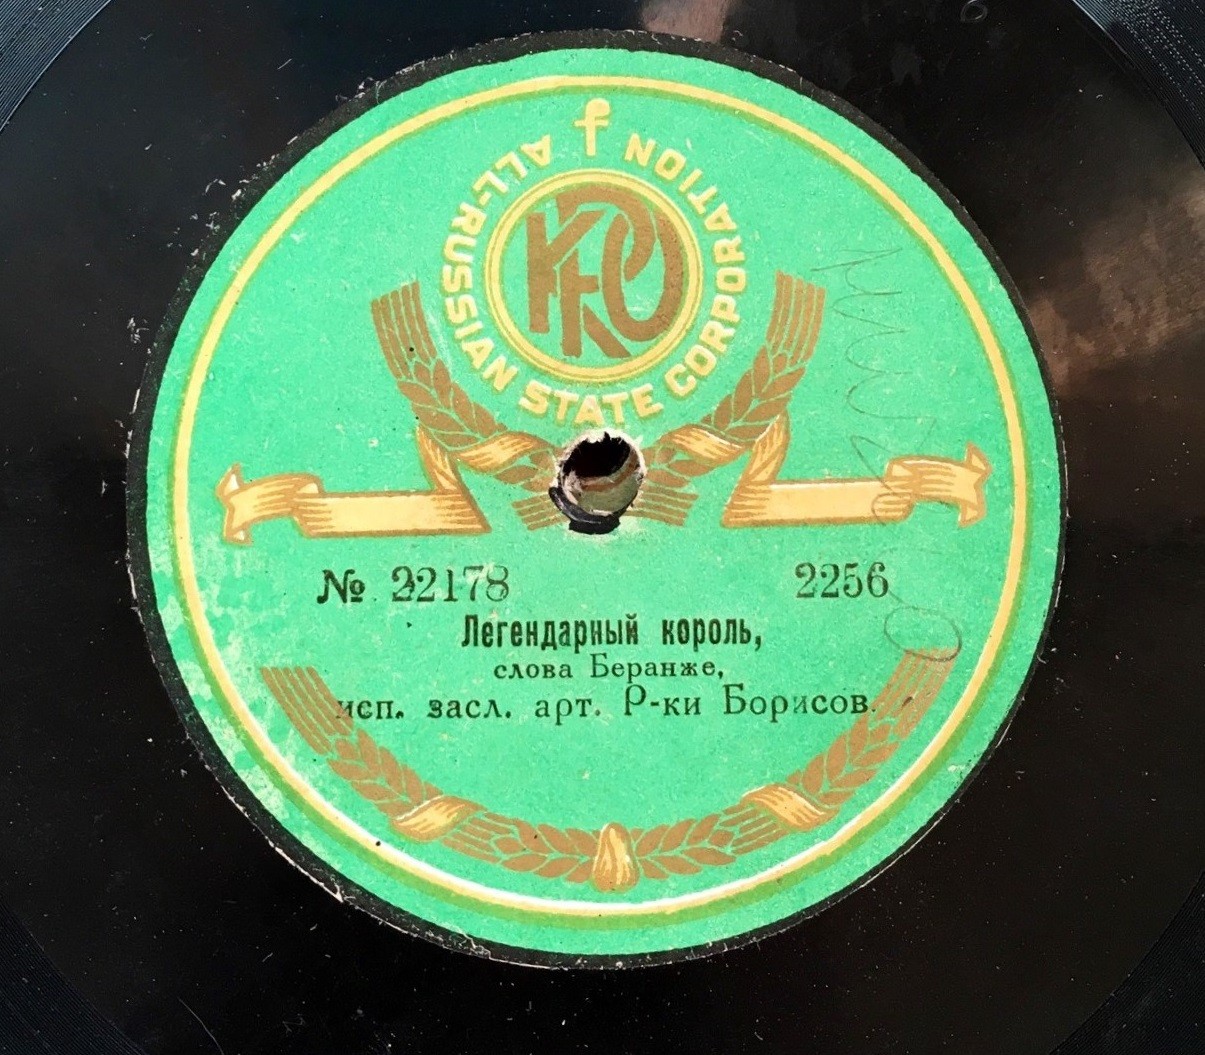 ALL-RUSSIAN STATE CORPORATION
№ 22178 2256
Легендарный король,
слова Беранже,
исп. засл. арт. Р-ки Борисов.